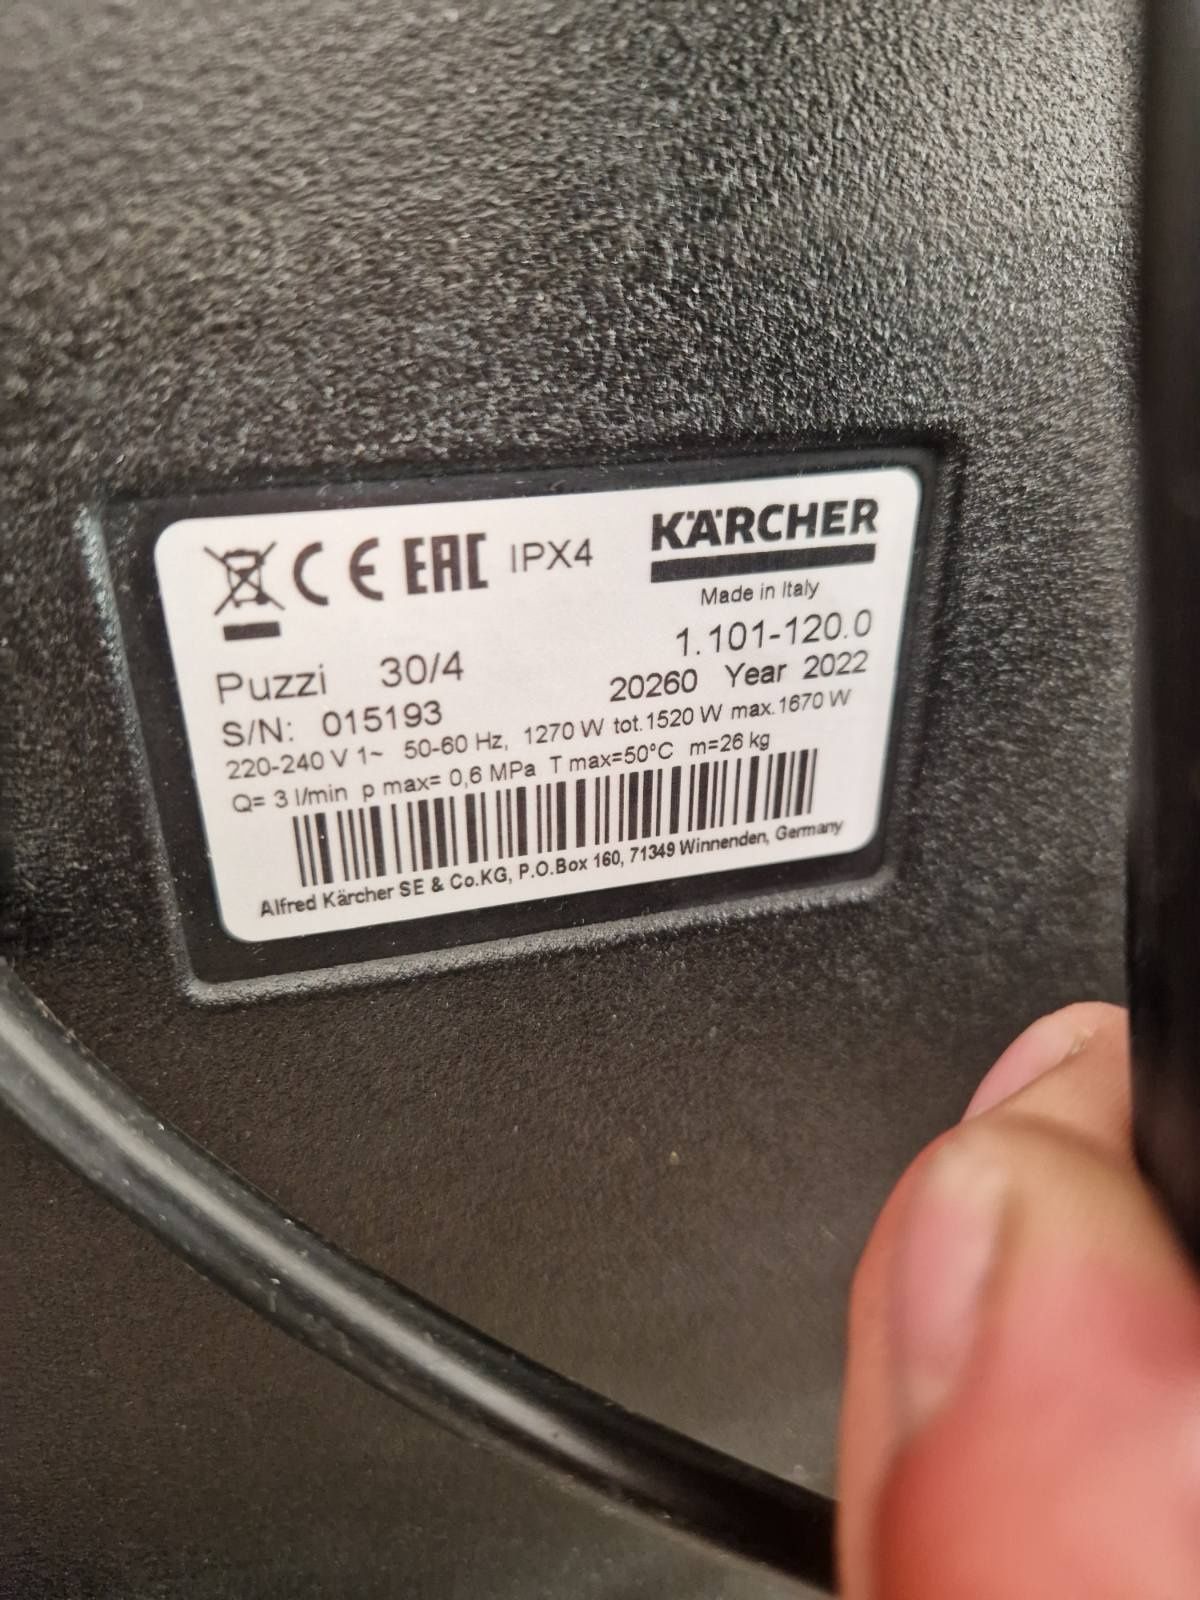 CE EAC IPX4 KÄRCHER
Made in Italy
1.101-120.0
Puzzi 30/4
20260 Year 2022
S/N: 015193
220-240 V 1~ 50-60 Hz, 1270 W tot.1520 W max.1670 W
Q= 3 l/min p max= 0,6 MPa T max=50°C m=26 kg
Alfred Kärcher SE & Co.KG, P.O.Box 160, 71349 Winnenden, Germany